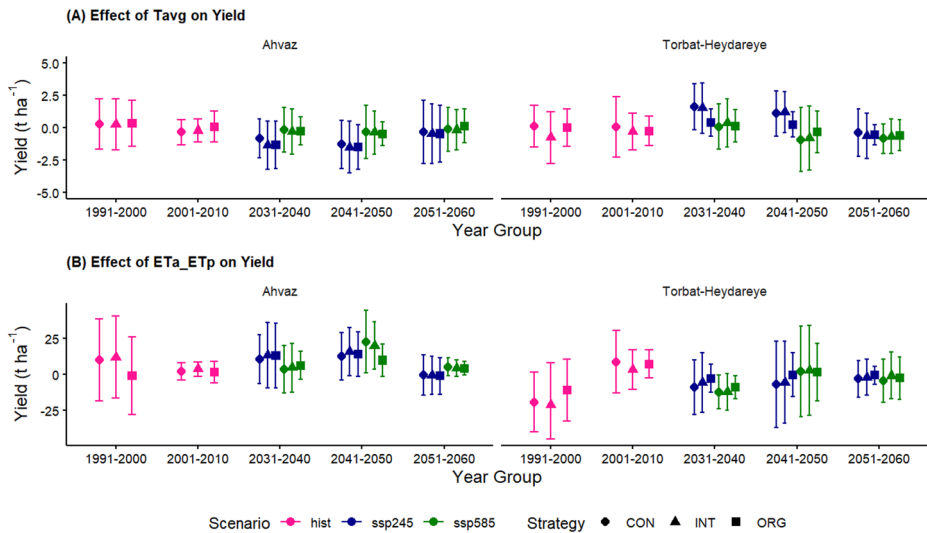 (A) Effect of Tavg on Yield
Ahvaz
Torbat-Heydareye
Yield (t ha⁻¹)
5.0
2.5
0.0
-2.5
-5.0
1991-2000 2001-2010 2031-2040 2041-2050 2051-2060
1991-2000 2001-2010 2031-2040 2041-2050 2051-2060
Year Group
Year Group
(B) Effect of ETa_ETp on Yield
Ahvaz
Torbat-Heydareye
Yield (t ha⁻¹)
25
0
-25
1991-2000 2001-2010 2031-2040 2041-2050 2051-2060
1991-2000 2001-2010 2031-2040 2041-2050 2051-2060
Year Group
Year Group
Scenario hist ssp245 ssp585 Strategy CON INT ORG